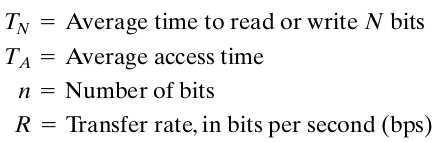 T_N = Average time to read or write N bits
T_A = Average access time
n = Number of bits
R = Transfer rate, in bits per second (bps)